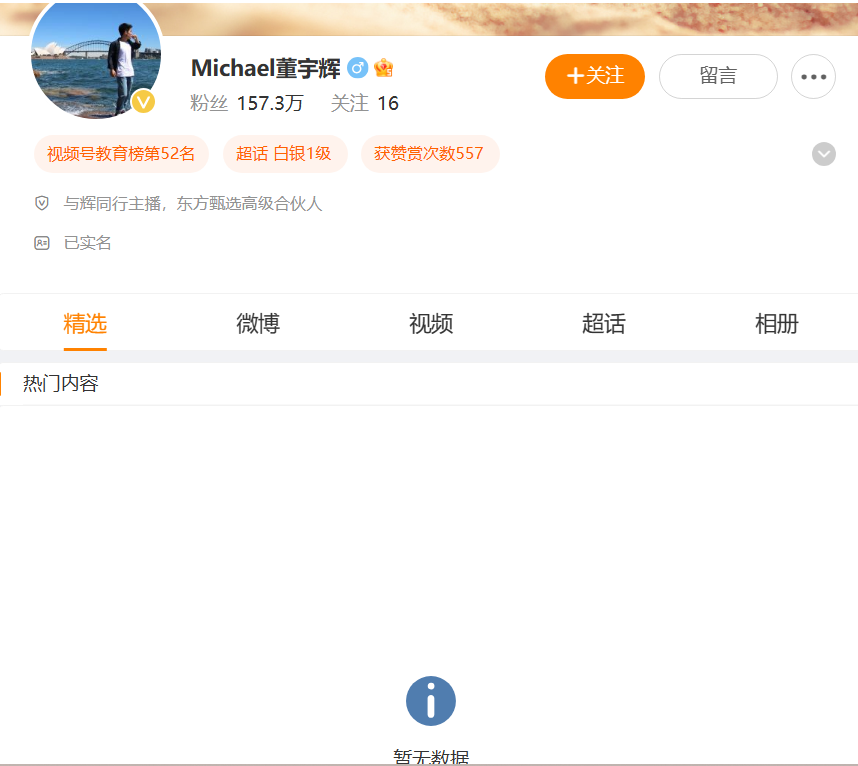 Michael董宇辉
粉丝 157.3万 关注 16
+关注
留言
视频号教育榜第52名 超话 白银1级 获赞赏次数557
与辉同行主播，东方甄选高级合伙人
已实名
精选 微博 视频 超话 相册
热门内容
暂无数据